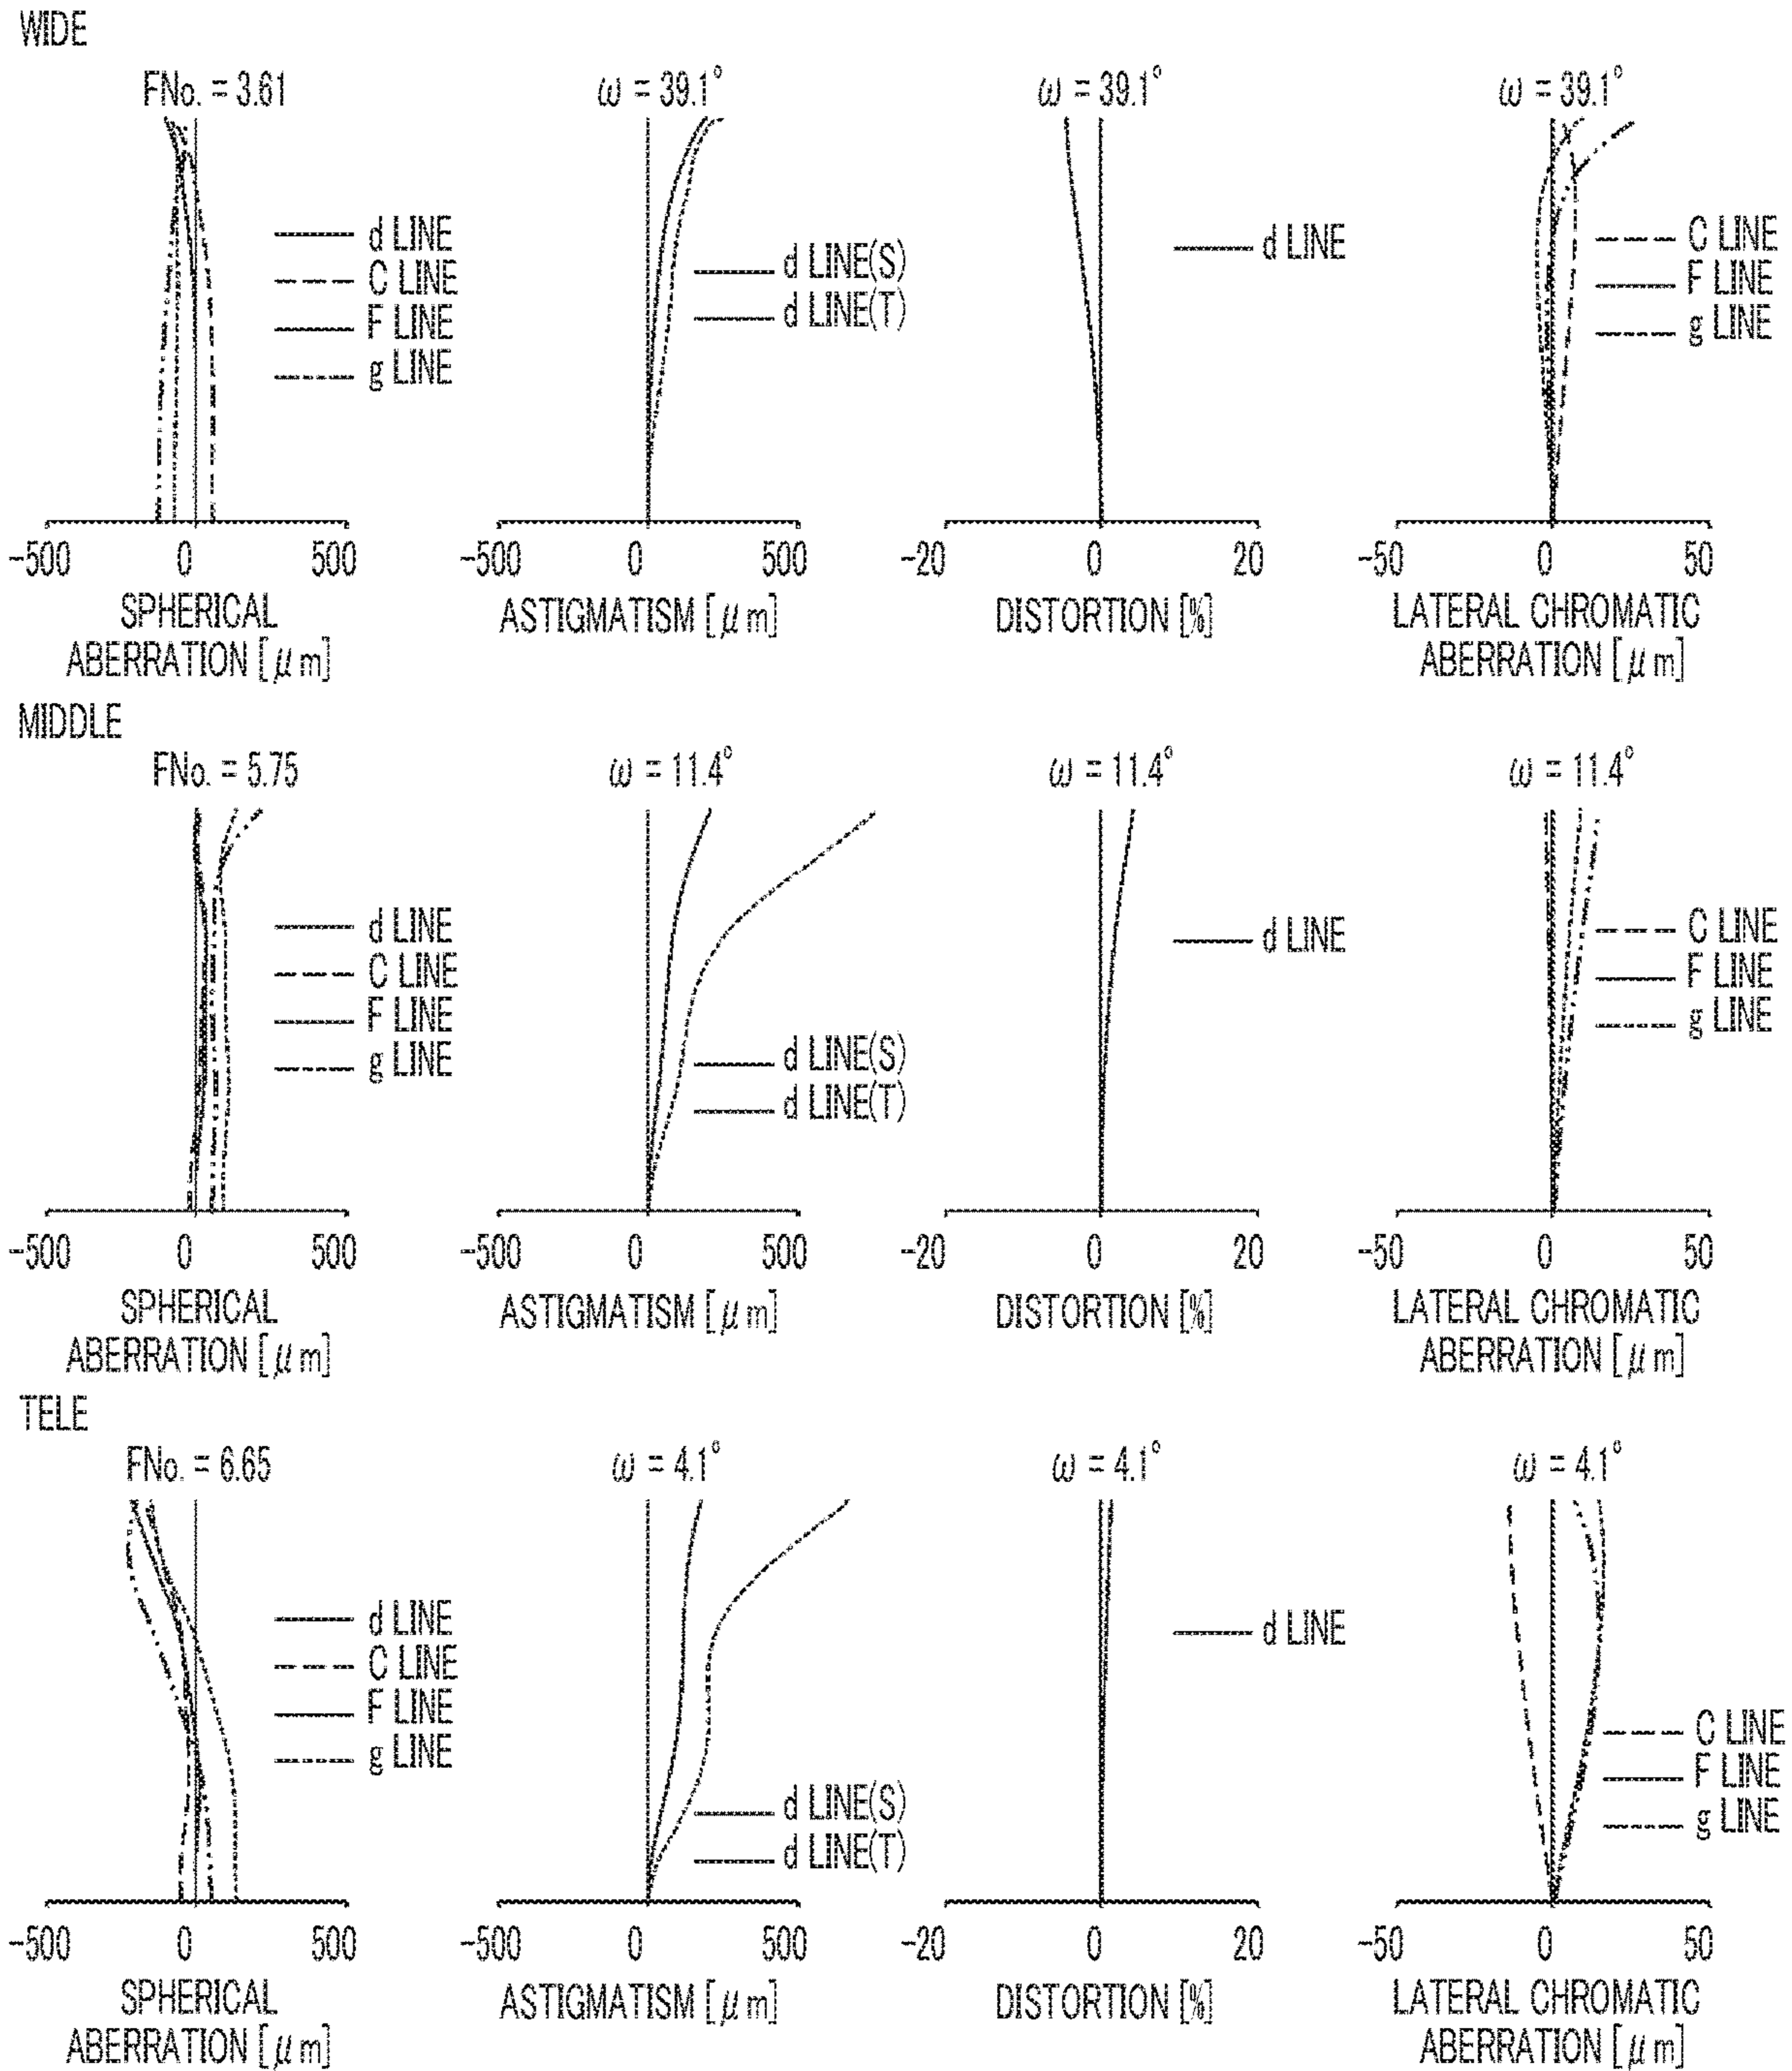 WIDE
FNo. = 3.61
ω = 39.1°
ω = 39.1°
ω = 39.1°
d LINE
C LINE
F LINE
g LINE
d LINE(S)
d LINE(T)
d LINE
C LINE
F LINE
g LINE
-500 0 500
-500 0 500
-20 0 20
-50 0 50
SPHERICAL
ABERRATION [μm]
ASTIGMATISM [μm]
DISTORTION [%]
LATERAL CHROMATIC
ABERRATION [μm]
MIDDLE
FNo. = 5.75
ω = 11.4°
ω = 11.4°
ω = 11.4°
d LINE
C LINE
F LINE
g LINE
d LINE(S)
d LINE(T)
d LINE
C LINE
F LINE
g LINE
-500 0 500
-500 0 500
-20 0 20
-50 0 50
SPHERICAL
ABERRATION [μm]
ASTIGMATISM [μm]
DISTORTION [%]
LATERAL CHROMATIC
ABERRATION [μm]
TELE
FNo. = 6.65
ω = 4.1°
ω = 4.1°
ω = 4.1°
d LINE
C LINE
F LINE
g LINE
d LINE(S)
d LINE(T)
d LINE
C LINE
F LINE
g LINE
-500 0 500
-500 0 500
-20 0 20
-50 0 50
SPHERICAL
ABERRATION [μm]
ASTIGMATISM [μm]
DISTORTION [%]
LATERAL CHROMATIC
ABERRATION [μm]